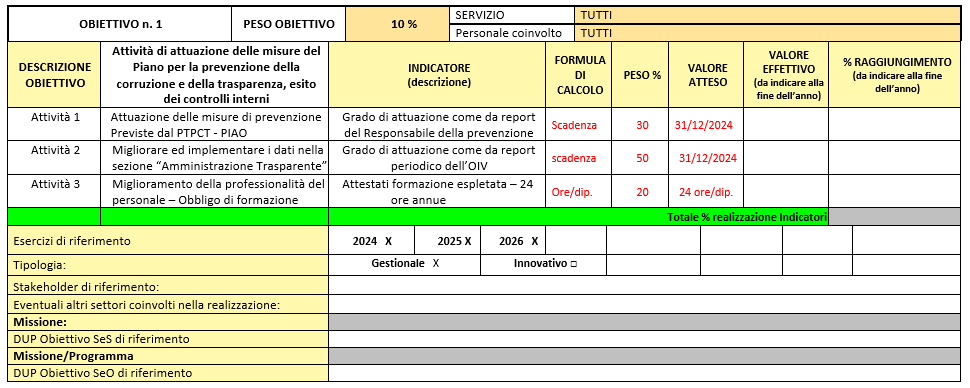 OBIETTIVO n. 1 PESO OBIETTIVO 10 % SERVIZIO TUTTI
Personale coinvolto TUTTI
DESCRIZIONE OBIETTIVO
Attività di attuazione delle misure del
Piano per la prevenzione della
corruzione e della trasparenza, esito
dei controlli interni
INDICATORE
(descrizione)
FORMULA
DI
CALCOLO
PESO %
VALORE
ATTESO
VALORE
EFFETTIVO
(da indicare alla
fine dell’anno)
% RAGGIUNGIMENTO
(da indicare alla fine
dell’anno)
Attività 1
Attuazione delle misure di prevenzione
Previste dal PTPCT - PIAO
Grado di attuazione come da report
del Responsabile della prevenzione
Scadenza 30 31/12/2024
Attività 2
Migliorare ed implementare i dati nella
sezione “Amministrazione Trasparente”
Grado di attuazione come da report
periodico dell’OIV
scadenza 50 31/12/2024
Attività 3
Miglioramento della professionalità del
personale – Obbligo di formazione
Attestati formazione espletata – 24
ore annue
Ore/dip. 20 24 ore/dip.
Totale % realizzazione Indicatori
Esercizi di riferimento 2024 X 2025 X 2026 X
Tipologia: Gestionale X Innovativo □
Stakeholder di riferimento:
Eventuali altri settori coinvolti nella realizzazione:
Missione:
DUP Obiettivo SeS di riferimento
Missione/Programma
DUP Obiettivo SeO di riferimento